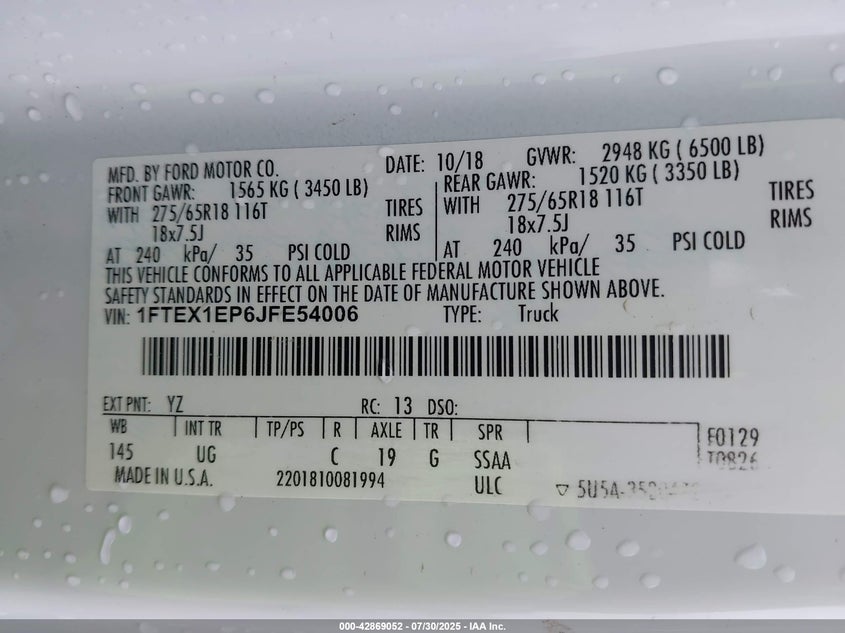 MFD. BY FORD MOTOR CO. DATE: 10/18 GVWR: 2948 KG ( 6500 LB)
FRONT GAWR: 1565 KG ( 3450 LB) REAR GAWR: 1520 KG ( 3350 LB)
WITH 275/65R18 116T TIRES WITH 275/65R18 116T TIRES
18x7.5J RIMS 18x7.5J RIMS
AT 240 kPa/ 35 PSI COLD AT 240 kPa/ 35 PSI COLD
THIS VEHICLE CONFORMS TO ALL APPLICABLE FEDERAL MOTOR VEHICLE
SAFETY STANDARDS IN EFFECT ON THE DATE OF MANUFACTURE SHOWN ABOVE.
VIN: 1FTEX1EP6JFE54006 TYPE: Truck
EXT PNT: YZ RC: 13 DSO:
WB INT TR TP/PS R AXLE TR SPR F0129
145 UG C 19 G SSAA T0826
MADE IN U.S.A. 2201810081994 ULC
000-42869052 - 07/30/2025 - IAA Inc.